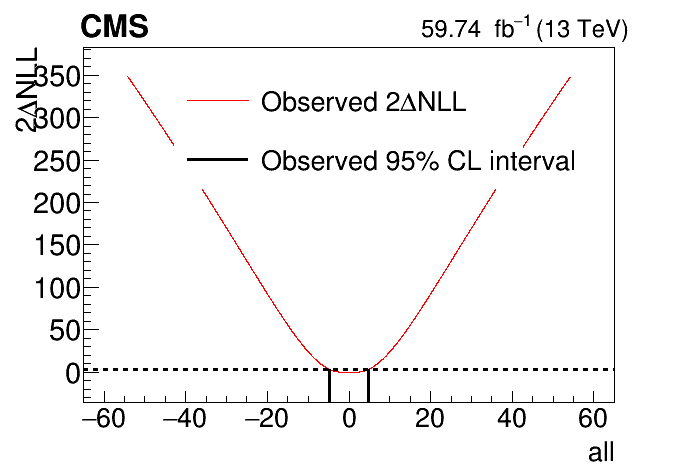 CMS 59.74 fb⁻¹ (13 TeV)
2ΔNLL
350
300
250
200
150
100
50
0
Observed 2ΔNLL
Observed 95% CL interval
−60 −40 −20 0 20 40 60
all